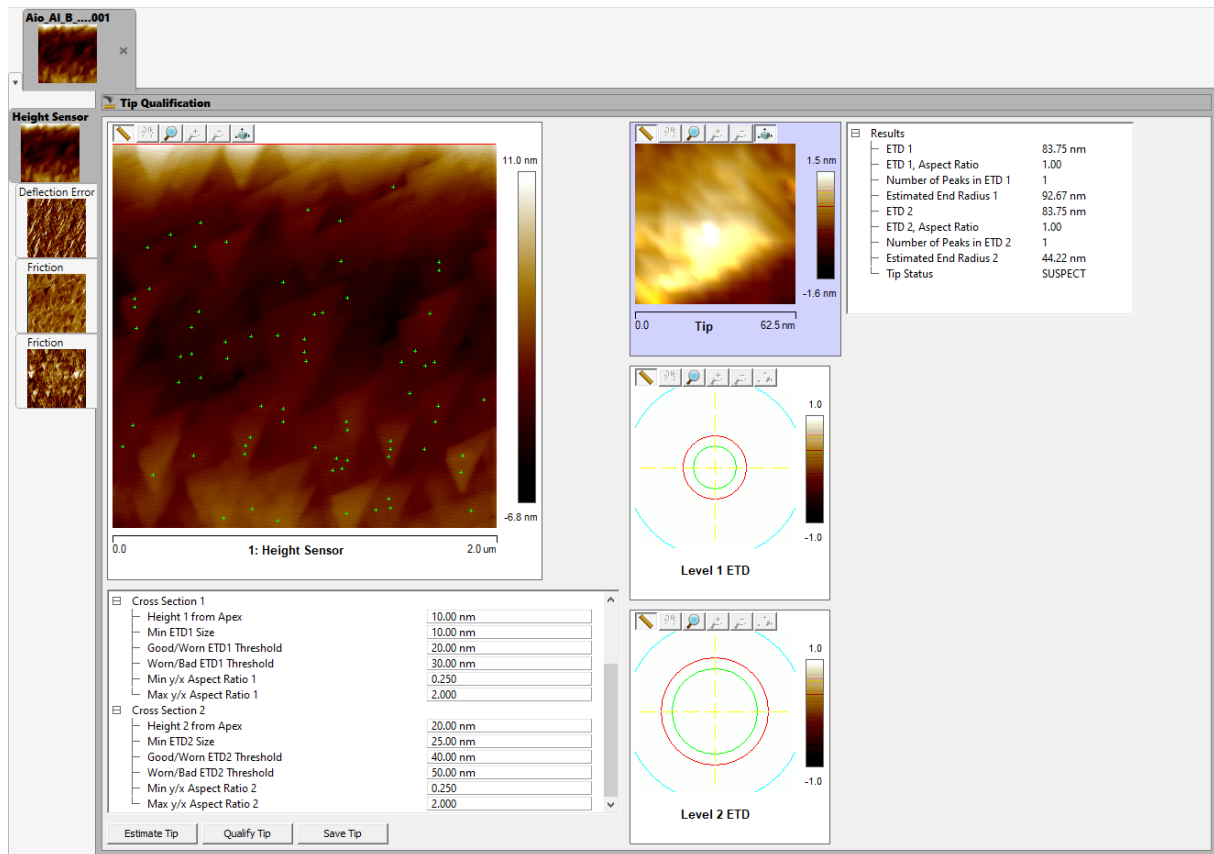 Aio_Al_B_....001
Tip Qualification
Height Sensor
Deflection Error
Friction
Friction
11.0 nm
-6.8 nm
0.0 1: Height Sensor 2.0 um
1.5 nm
-1.6 nm
0.0 Tip 62.5 nm
Results
ETD 1 83.75 nm
ETD 1, Aspect Ratio 1.00
Number of Peaks in ETD 1 1
Estimated End Radius 1 92.67 nm
ETD 2 83.75 nm
ETD 2, Aspect Ratio 1.00
Number of Peaks in ETD 2 1
Estimated End Radius 2 44.22 nm
Tip Status SUSPECT
1.0
-1.0
Level 1 ETD
1.0
-1.0
Level 2 ETD
Cross Section 1
Height 1 from Apex 10.00 nm
Min ETD1 Size 10.00 nm
Good/Worn ETD1 Threshold 20.00 nm
Worn/Bad ETD1 Threshold 30.00 nm
Min y/x Aspect Ratio 1 0.250
Max y/x Aspect Ratio 1 2.000
Cross Section 2
Height 2 from Apex 20.00 nm
Min ETD2 Size 25.00 nm
Good/Worn ETD2 Threshold 40.00 nm
Worn/Bad ETD2 Threshold 50.00 nm
Min y/x Aspect Ratio 2 0.250
Max y/x Aspect Ratio 2 2.000
Estimate Tip Qualify Tip Save Tip